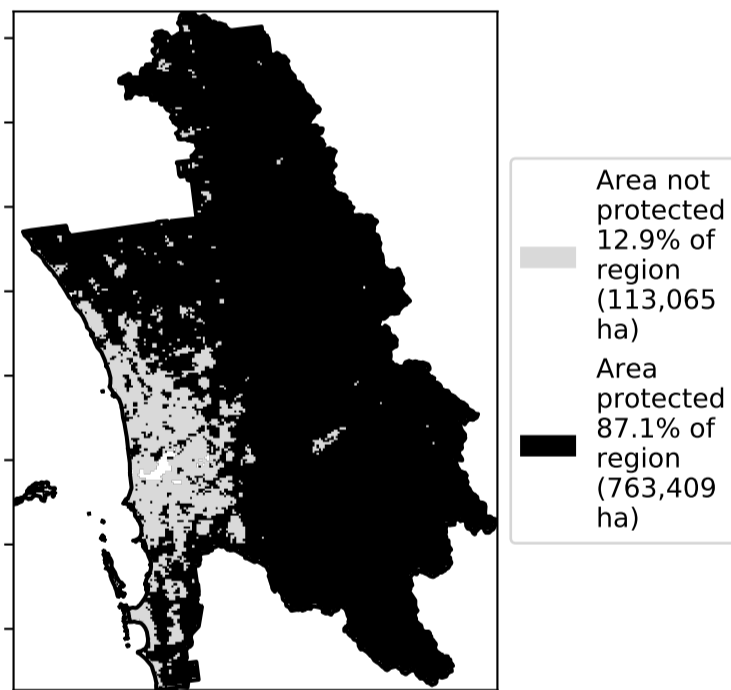 Area not
protected
12.9% of
region
(113,065
ha)
Area
protected
87.1% of
region
(763,409
ha)